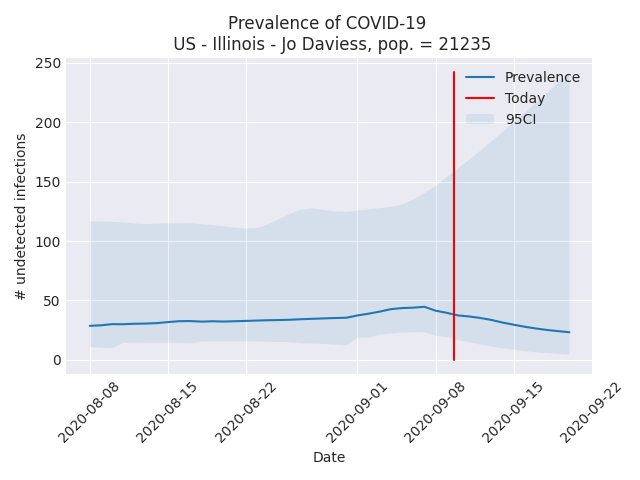 Prevalence of COVID-19
US - Illinois - Jo Daviess, pop. = 21235
Prevalence
Today
95CI
# undetected infections
250
200
150
100
50
0
2020-08-08
2020-08-15
2020-08-22
2020-09-01
2020-09-08
2020-09-15
2020-09-22
Date